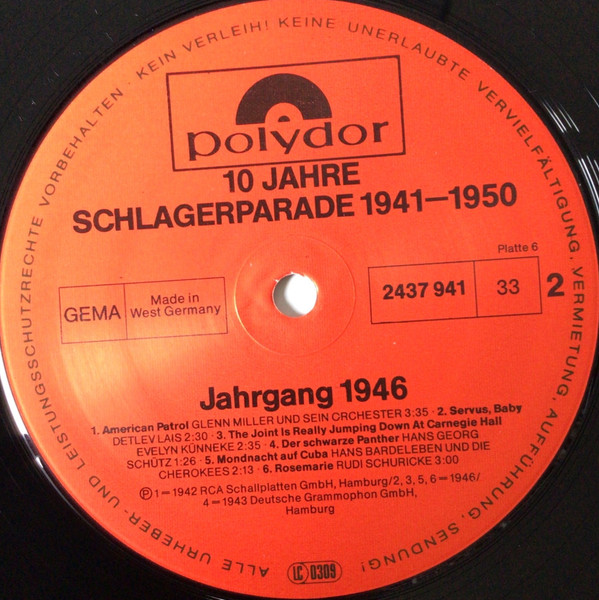 ALLE URHEBER- UND LEISTUNGSSCHUTZRECHTE VORBEHALTEN · KEIN VERLEIH! KEINE UNERLAUBTE VERVIELFÄLTIGUNG, VERMIETUNG, AUFFÜHRUNG, SENDUNG!
polydor
10 JAHRE
SCHLAGERPARADE 1941—1950
Platte 6
GEMA
Made in
West Germany
2437 941
33
2
Jahrgang 1946
1. American Patrol GLENN MILLER UND SEIN CRCHESTER 3:35 · 2. Servus, Baby
DETLEV LAIS 2:30 · 3. The Joint Is Really Jumping Down At Carnegie Hall
EVELYN KÜNNEKE 2:35 · 4. Der schwarze Panther HANS GEORG
SCHÜTZ 1:26 · 5. Mondnacht auf Cuba HANS BARDELEBEN UND DIE
CHEROKEES 2:13 · 6. Rosemarie RUDI SCHURICKE 3:00
Ⓟ 1=1942 RCA Schallplatten GmbH, Hamburg/2, 3, 5, 6=1946/
4=1943 Deutsche Grammophon GmbH,
Hamburg
LC 0309